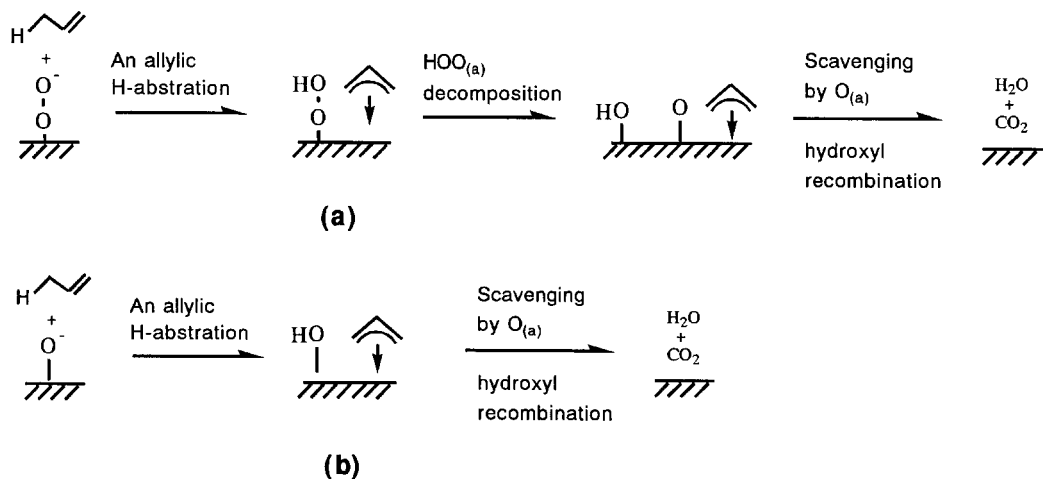 H
+
O-
O
An allylic
H-abstration
HO
O
HOO(a)
decomposition
HO
O
Scavenging
by O(a)
hydroxyl
recombination
H2O
+
CO2
(a)
H
+
O-
An allylic
H-abstration
HO
Scavenging
by O(a)
hydroxyl
recombination
H2O
+
CO2
(b)